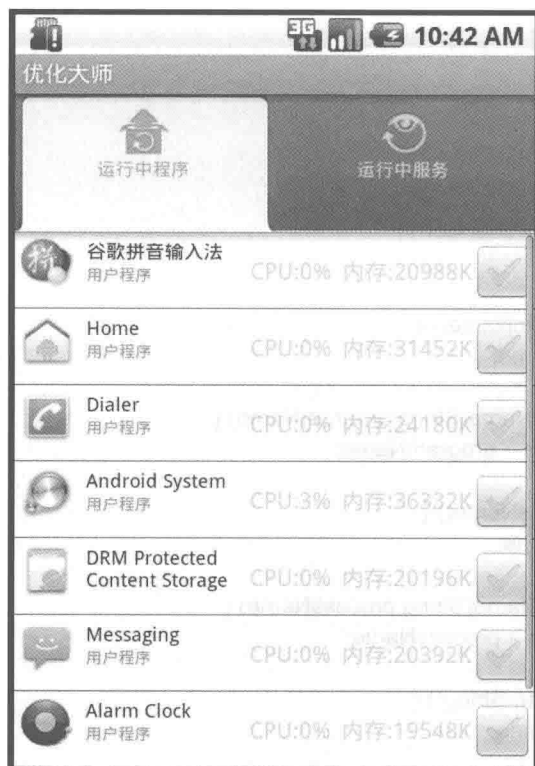 3G
10:42 AM
优化大师
运行中程序
运行中服务
谷歌拼音输入法
用户程序
CPU:0% 内存:20988K
Home
用户程序
CPU:0% 内存:31452K
Dialer
用户程序
CPU:0% 内存:24180K
Android System
用户程序
CPU:3% 内存:36332K
DRM Protected
Content Storage
CPU:0% 内存:20196K
Messaging
用户程序
CPU:0% 内存:20392K
Alarm Clock
用户程序
CPU:0% 内存:19548K